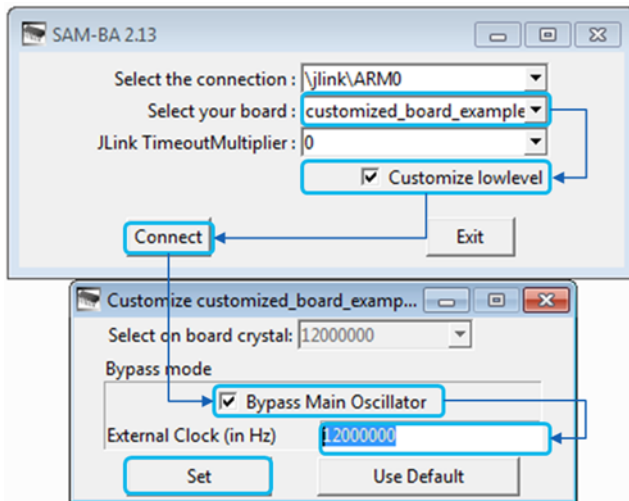 SAM-BA 2.13
Select the connection : \jlink\ARM0
Select your board : customized_board_example
JLink TimeoutMultiplier : 0
Customize lowlevel
Connect Exit
Customize customized_board_examp...
Select on board crystal: 12000000
Bypass mode
Bypass Main Oscillator
External Clock (in Hz) 12000000
Set Use Default